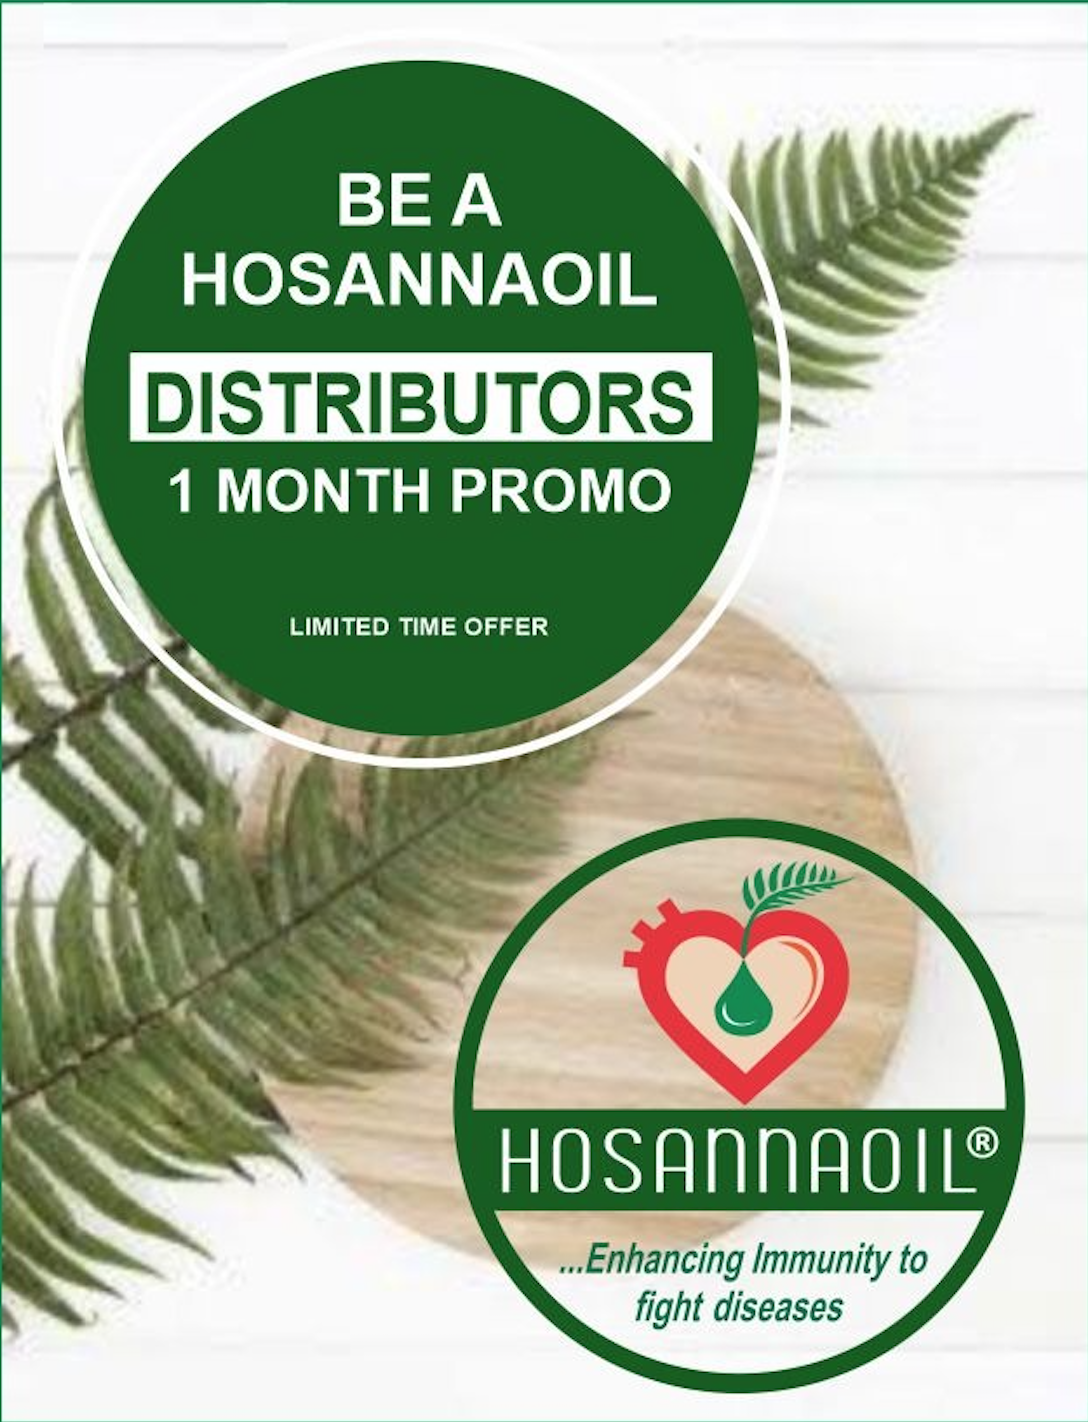 BE A
HOSANNAOIL
DISTRIBUTORS
1 MONTH PROMO
LIMITED TIME OFFER
HOSANNAOIL®
...Enhancing Immunity to
fight diseases